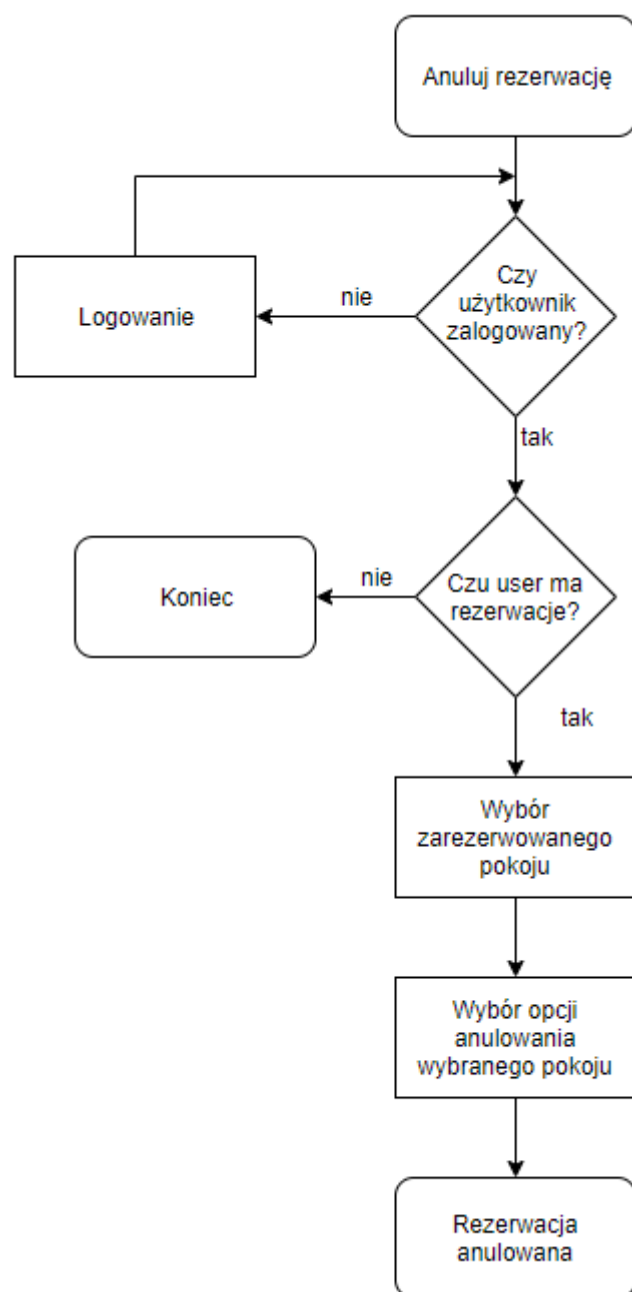 Anuluj rezerwację
Czy
użytkownik
zalogowany?
nie
Logowanie
tak
Czu user ma
rezerwacje?
nie
Koniec
tak
Wybór
zarezerwowanego
pokoju
Wybór opcji
anulowania
wybranego pokoju
Rezerwacja
anulowana